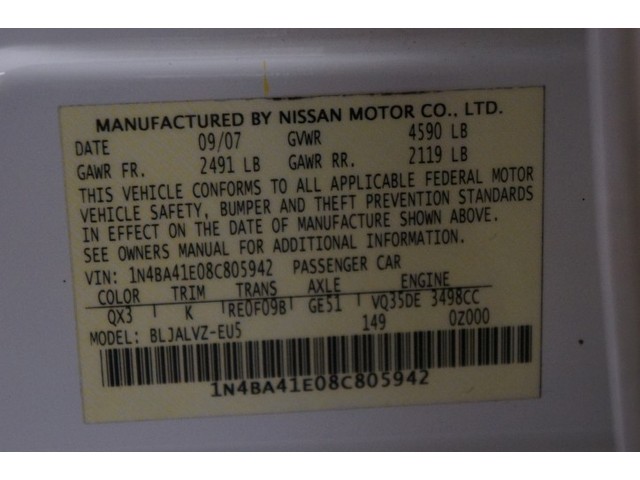 MANUFACTURED BY NISSAN MOTOR CO., LTD.
DATE 09/07 GVWR 4590 LB
GAWR FR. 2491 LB GAWR RR. 2119 LB
THIS VEHICLE CONFORMS TO ALL APPLICABLE FEDERAL MOTOR
VEHICLE SAFETY, BUMPER AND THEFT PREVENTION STANDARDS
IN EFFECT ON THE DATE OF MANUFACTURE SHOWN ABOVE.
SEE OWNERS MANUAL FOR ADDITIONAL INFORMATION.
VIN: 1N4BA41E08C805942 PASSENGER CAR
COLOR TRIM TRANS AXLE ENGINE
QX3 K RE0F09B GE51 VQ35DE 3498CC
MODEL: BLJALVZ-EU5 149 0Z000
1N4BA41E08C805942